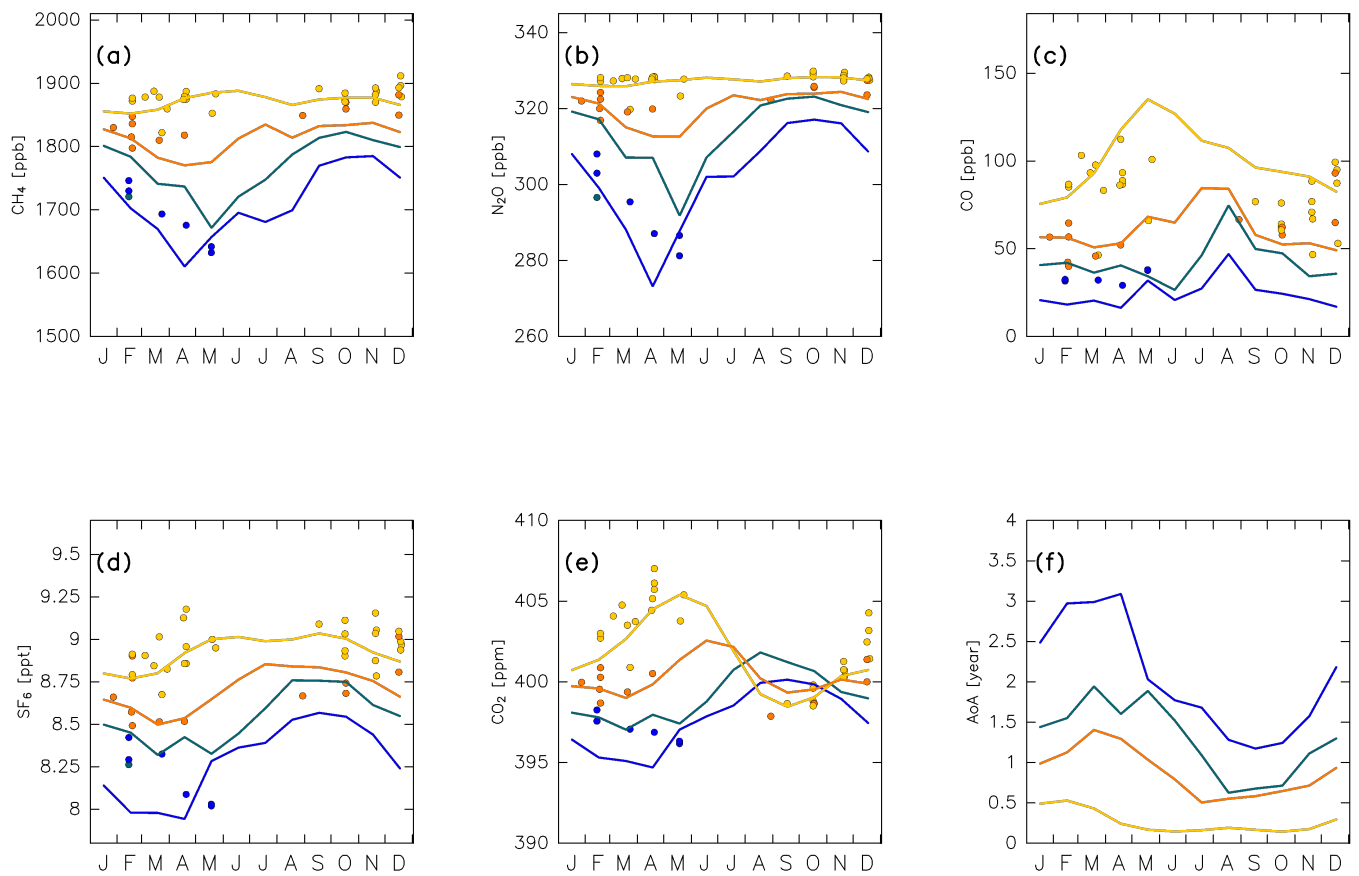 (a)
CH4 [ppb]
2000
1900
1800
1700
1600
1500
J F M A M J J A S O N D
(b)
N2O [ppb]
340
320
300
280
260
J F M A M J J A S O N D
(c)
CO [ppb]
150
100
50
0
J F M A M J J A S O N D
(d)
SF6 [ppt]
9.5
9.25
9
8.75
8.5
8.25
8
J F M A M J J A S O N D
(e)
CO2 [ppm]
410
405
400
395
390
J F M A M J J A S O N D
(f)
AoA [year]
4
3.5
3
2.5
2
1.5
1
0.5
0
J F M A M J J A S O N D